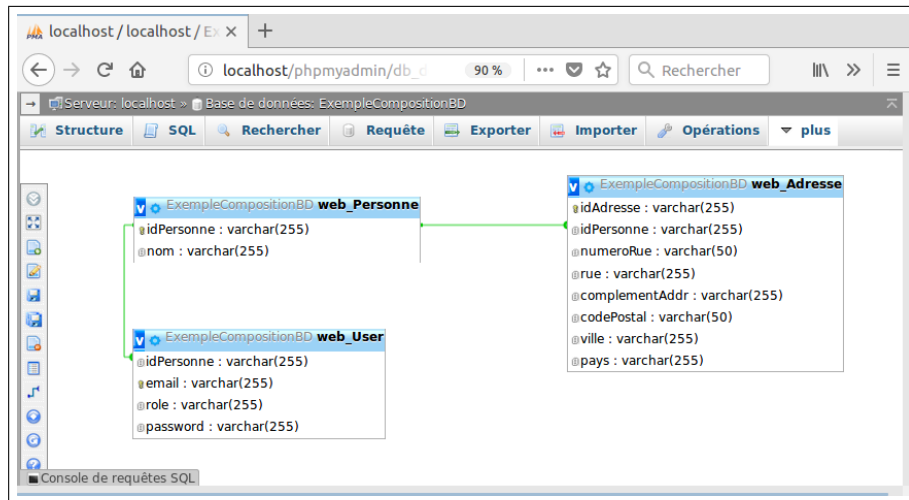 localhost / localhost / Ex
localhost/phpmyadmin/db_d 90 % Rechercher
Serveur: localhost » Base de données: ExempleCompositionBD
Structure SQL Rechercher Requête Exporter Importer Opérations plus
ExempleCompositionBD web_Personne
idPersonne : varchar(255)
nom : varchar(255)
ExempleCompositionBD web_Adresse
idAdresse : varchar(255)
idPersonne : varchar(255)
numeroRue : varchar(50)
rue : varchar(255)
complementAddr : varchar(255)
codePostal : varchar(50)
ville : varchar(255)
pays : varchar(255)
ExempleCompositionBD web_User
idPersonne : varchar(255)
email : varchar(255)
role : varchar(255)
password : varchar(255)
Console de requêtes SQL